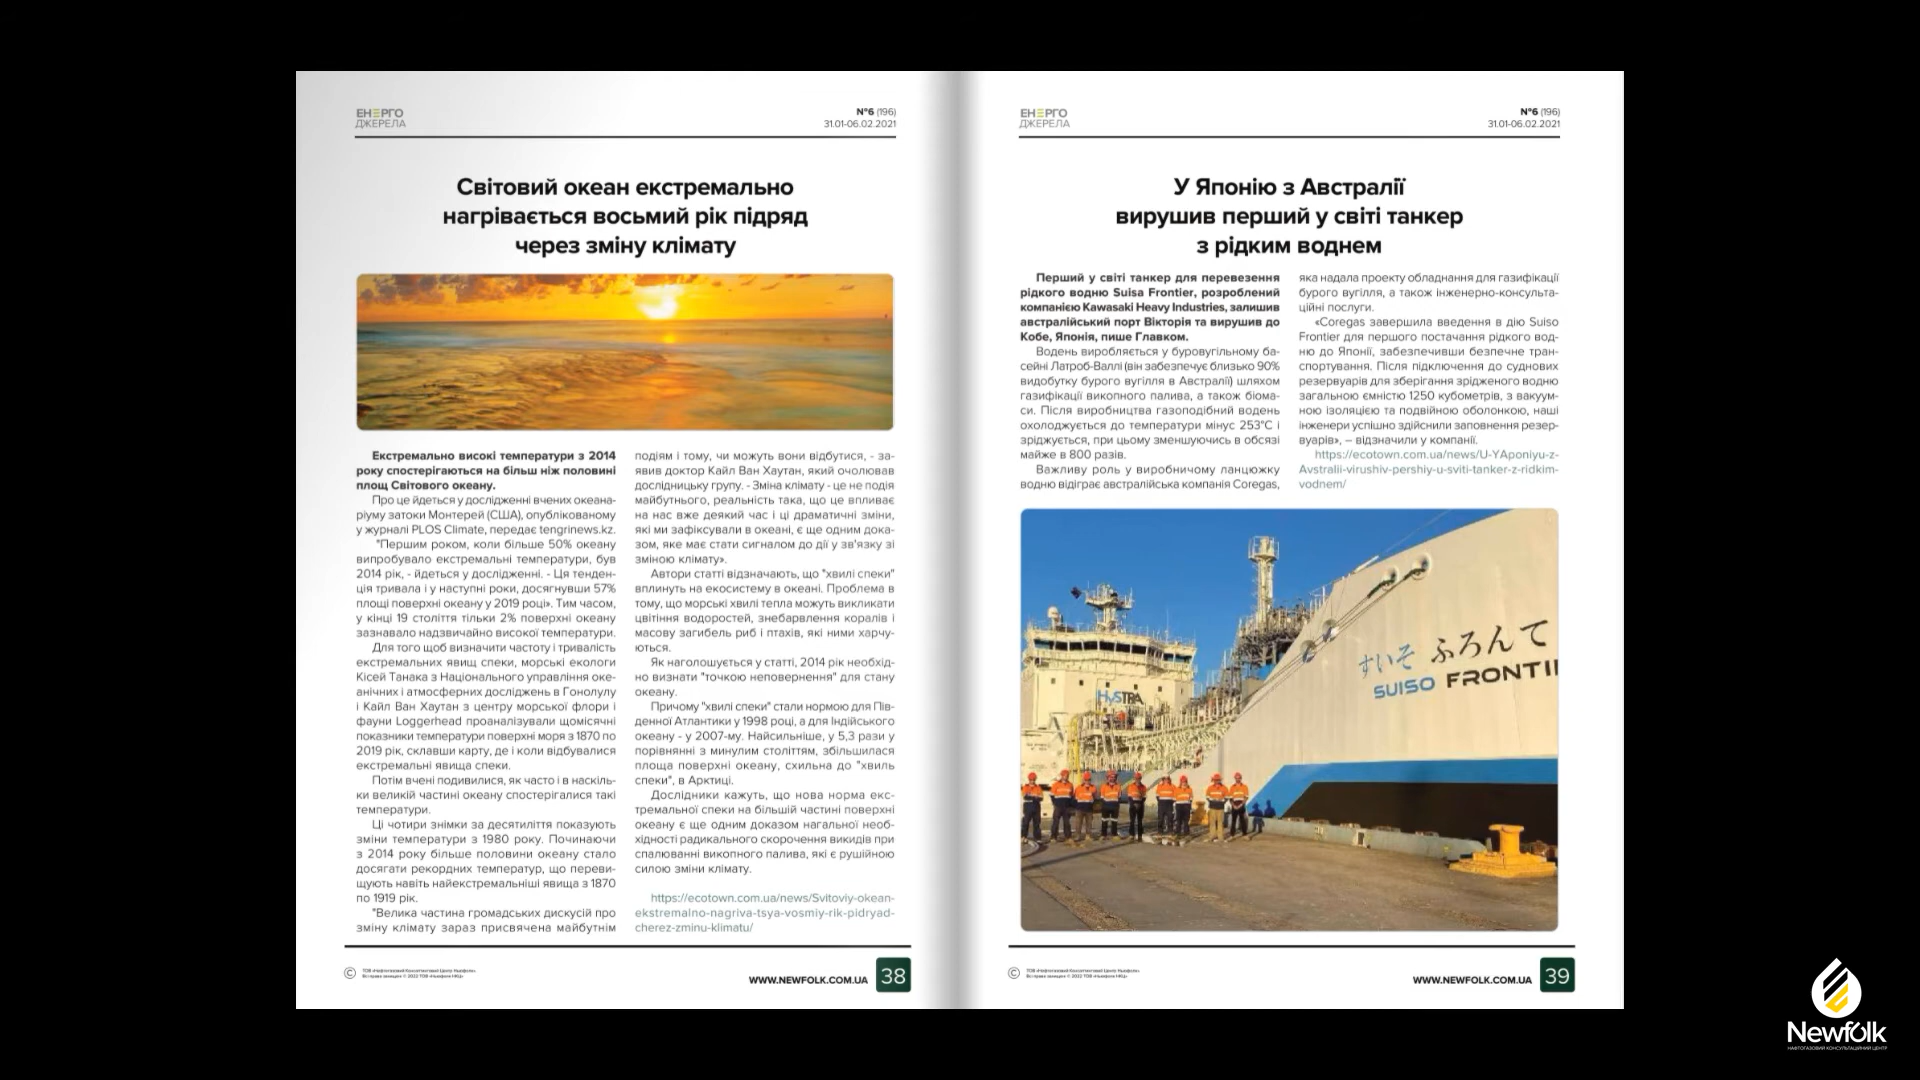 ЕНЕРГО
ДЖЕРЕЛА
№6 (196)
31.01-06.02.2021
Світовий океан екстремально
нагрівається восьмий рік підряд
через зміну клімату
Екстремально високі температури з 2014
року спостерігаються на більш ніж половині
площ Світового океану.
Про це йдеться у дослідженні вчених океана-
ріуму затоки Монтерей (США), опублікованому
у журналі PLOS Climate, передає tengrinews.kz.
"Першим роком, коли більше 50% океану
випробувало екстремальні температури, був
2014 рік, - йдеться у дослідженні. - Ця тенден-
ція тривала і у наступні роки, досягнувши 57%
площі поверхні океану у 2019 році». Тим часом,
у кінці 19 століття тільки 2% поверхні океану
зазнавало надзвичайно високої температури.
Для того щоб визначити частоту і тривалість
екстремальних явищ спеки, морські екологи
Кісей Танака з Національного управління оке-
анічних і атмосферних досліджень в Гонолулу
і Кайл Ван Хаутан з центру морської флори і
фауни Loggerhead проаналізували щомісячні
показники температури поверхні моря з 1870 по
2019 рік, склавши карту, де і коли відбувалися
екстремальні явища спеки.
Потім вчені подивилися, як часто і в наскіль-
ки великій частині океану спостерігалися такі
температури.
Ці чотири знімки за десятиліття показують
зміни температури з 1980 року. Починаючи
з 2014 року більше половини океану стало
досягати рекордних температур, що переви-
щують навіть найекстремальніші явища з 1870
по 1919 рік.
"Велика частина громадських дискусій про
зміну клімату зараз присвячена майбутнім
подіям і тому, чи можуть вони відбутися, - за-
явив доктор Кайл Ван Хаутан, який очолював
дослідницьку групу. - Зміна клімату - це не подія
майбутнього, реальність така, що це впливає
на нас вже деякий час і ці драматичні зміни,
які ми зафіксували в океані, є ще одним дока-
зом, яке має стати сигналом до дії у зв'язку зі
зміною клімату».
Автори статті відзначають, що "хвилі спеки"
вплинуть на екосистему в океані. Проблема в
тому, що морські хвилі тепла можуть викликати
цвітіння водоростей, знебарвлення коралів і
масову загибель риб і птахів, які ними харчу-
ються.
Як наголошується у статті, 2014 рік необхід-
но визнати "точкою неповернення" для стану
океану.
Причому "хвилі спеки" стали нормою для Пів-
денної Атлантики у 1998 році, а для Індійського
океану - у 2007-му. Найсильніше, у 5,3 рази у
порівнянні з минулим століттям, збільшилася
площа поверхні океану, схильна до "хвиль
спеки", в Арктиці.
Дослідники кажуть, що нова норма екс-
тремальної спеки на більшій частині поверхні
океану є ще одним доказом нагальної необ-
хідності радикального скорочення викидів при
спалюванні викопного палива, які є рушійною
силою зміни клімату.
https://ecotown.com.ua/news/Svitoviy-okean-
ekstremalno-nagriva-tsya-vosmiy-rik-pidryad-
cherez-zminu-klimatu/
© ТОВ «Нафтогазовий Консалтинговий Центр Ньюфолк».
Всі права захищені © 2022 ТОВ «Ньюфолк НКЦ»
WWW.NEWFOLK.COM.UA 38
ЕНЕРГО
ДЖЕРЕЛА
№6 (196)
31.01-06.02.2021
У Японію з Австралії
вирушив перший у світі танкер
з рідким воднем
Перший у світі танкер для перевезення
рідкого водню Suisa Frontier, розроблений
компанією Kawasaki Heavy Industries, залишив
австралійський порт Вікторія та вирушив до
Кобе, Японія, пише Главком.
Водень виробляється у буровугільному ба-
сейні Латроб-Валлі (він забезпечує близько 90%
видобутку бурого вугілля в Австралії) шляхом
газифікації викопного палива, а також біома-
си. Після виробництва газоподібний водень
охолоджується до температури мінус 253°С і
зріджується, при цьому зменшуючись в обсязі
майже в 800 разів.
Важливу роль у виробничому ланцюжку
водню відіграє австралійська компанія Coregas,
яка надала проекту обладнання для газифікації
бурого вугілля, а також інженерно-консульта-
ційні послуги.
«Coregas завершила введення в дію Suiso
Frontier для першого постачання рідкого вод-
ню до Японії, забезпечивши безпечне тран-
спортування. Після підключення до суднових
резервуарів для зберігання зрідженого водню
загальною ємністю 1250 кубометрів, з вакуум-
ною ізоляцією та подвійною оболонкою, наші
інженери успішно здійснили заповнення резер-
вуарів», – відзначили у компанії.
https://ecotown.com.ua/news/U-YAponiyu-z-
Avstralii-virushiv-pershiy-u-sviti-tanker-z-ridkim-
vodnem/
すいそ ふろんて
SUISO FRONTI
HySTRA
© ТОВ «Нафтогазовий Консалтинговий Центр Ньюфолк».
Всі права захищені © 2022 ТОВ «Ньюфолк НКЦ»
WWW.NEWFOLK.COM.UA 39
Newfolk
НАФТОГАЗОВИЙ КОНСУЛЬТАЦІЙНИЙ ЦЕНТР